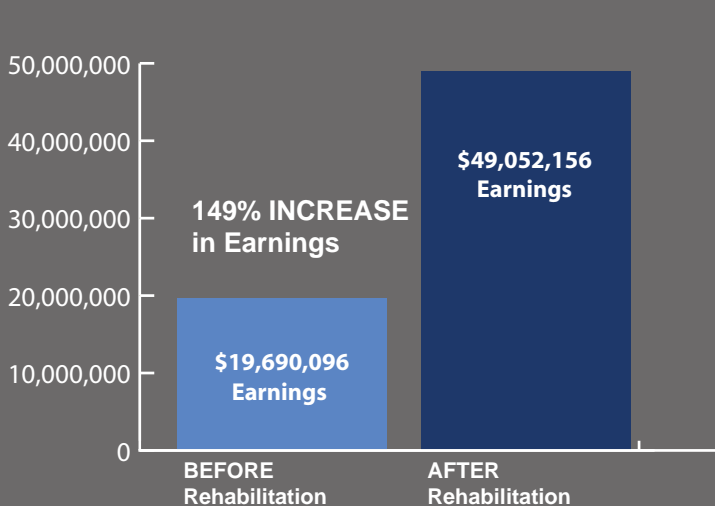 50,000,000
40,000,000
30,000,000
20,000,000
10,000,000
0
149% INCREASE
in Earnings
$19,690,096
Earnings
$49,052,156
Earnings
BEFORE
Rehabilitation
AFTER
Rehabilitation